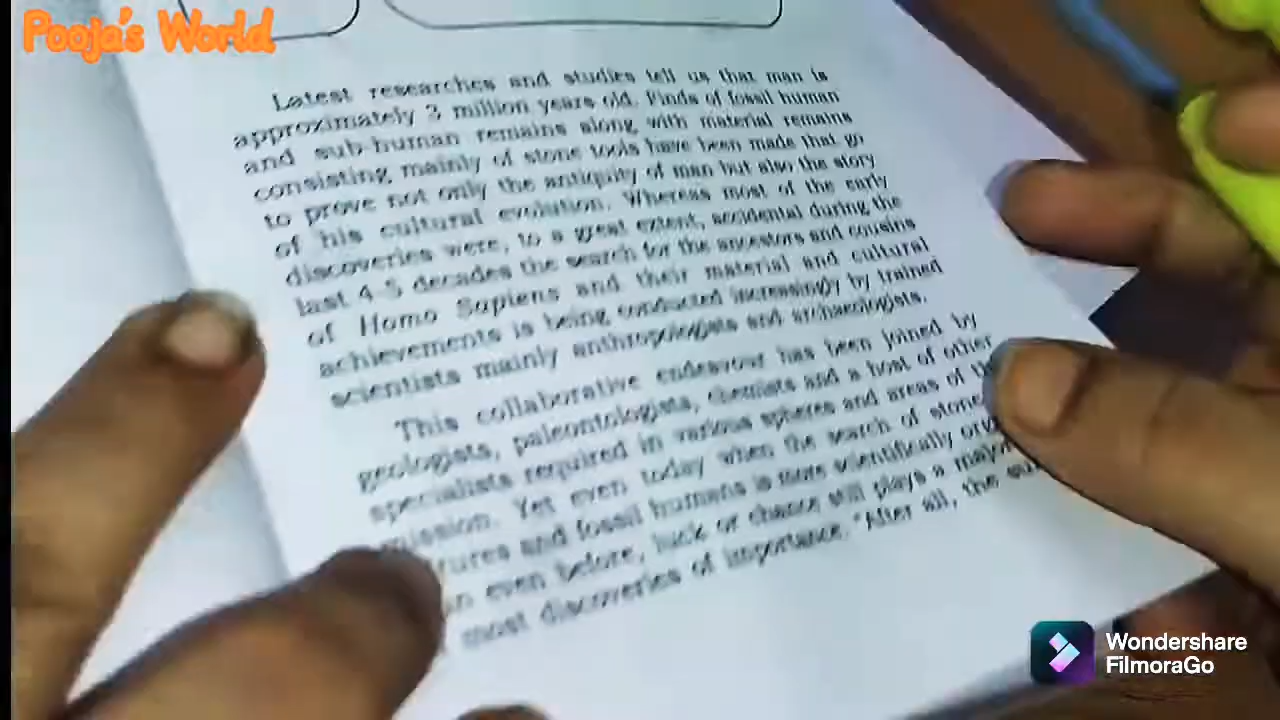 Pooja's World
Latest researches and studies tell us that man is
approximately 3 million years old. Finds of fossil human
and sub-human remains along with material remains
consisting mainly of stone tools have been made that go
to prove not only the antiquity of man but also the story
of his cultural evolution. Whereas most of the early
discoveries were, to a great extent, accidental during the
last 4-5 decades the search for the ancestors and cousins
of Homo Sapiens and their material and cultural
achievements is being conducted increasingly by trained
scientists mainly anthropologists and archaeologists.
This collaborative endeavour has been joined by
geologists, paleontologists, chemists and a host of other
specialists required in various spheres and areas of
mission. Yet even today when the search of stone
and fossil humans is more scientifically
even before, luck or chance still plays a major
most discoveries of importance. "After all, the
Wondershare
FilmoraGo